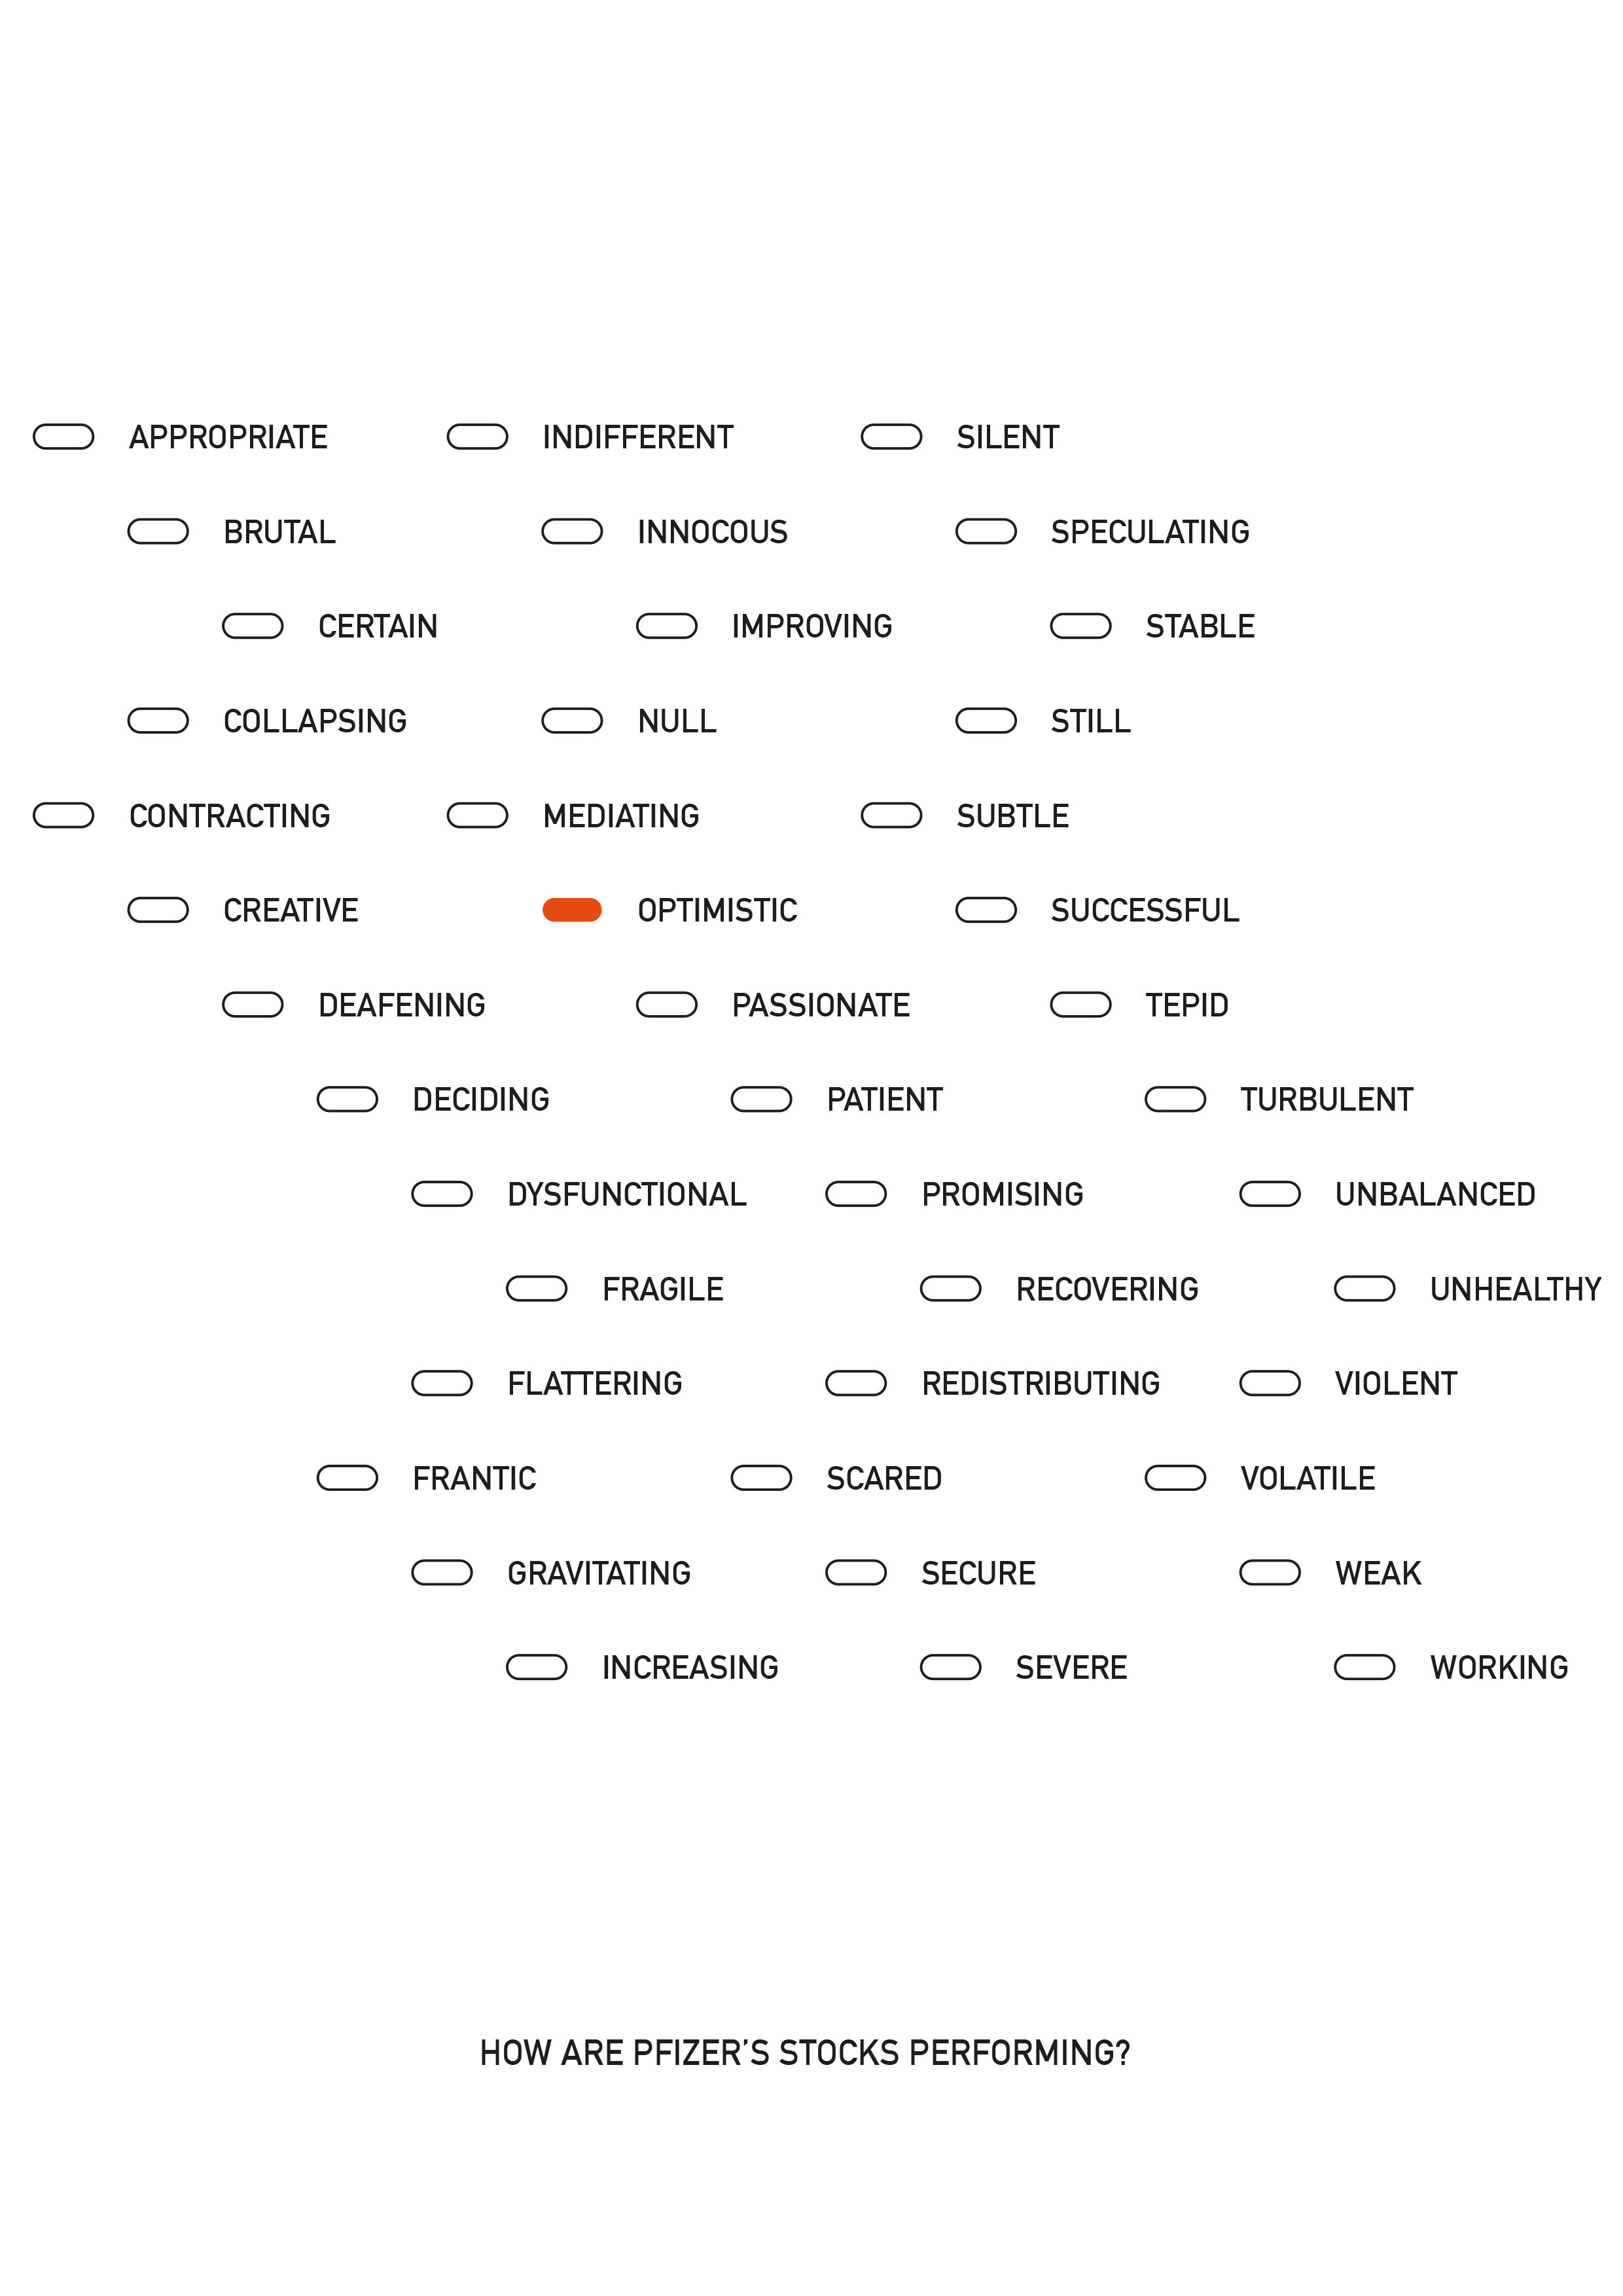 APPROPRIATE INDIFFERENT SILENT
BRUTAL INNOCOUS SPECULATING
CERTAIN IMPROVING STABLE
COLLAPSING NULL STILL
CONTRACTING MEDIATING SUBTLE
CREATIVE OPTIMISTIC SUCCESSFUL
DEAFENING PASSIONATE TEPID
DECIDING PATIENT TURBULENT
DYSFUNCTIONAL PROMISING UNBALANCED
FRAGILE RECOVERING UNHEALTHY
FLATTERING REDISTRIBUTING VIOLENT
FRANTIC SCARED VOLATILE
GRAVITATING SECURE WEAK
INCREASING SEVERE WORKING
HOW ARE PFIZER’S STOCKS PERFORMING?